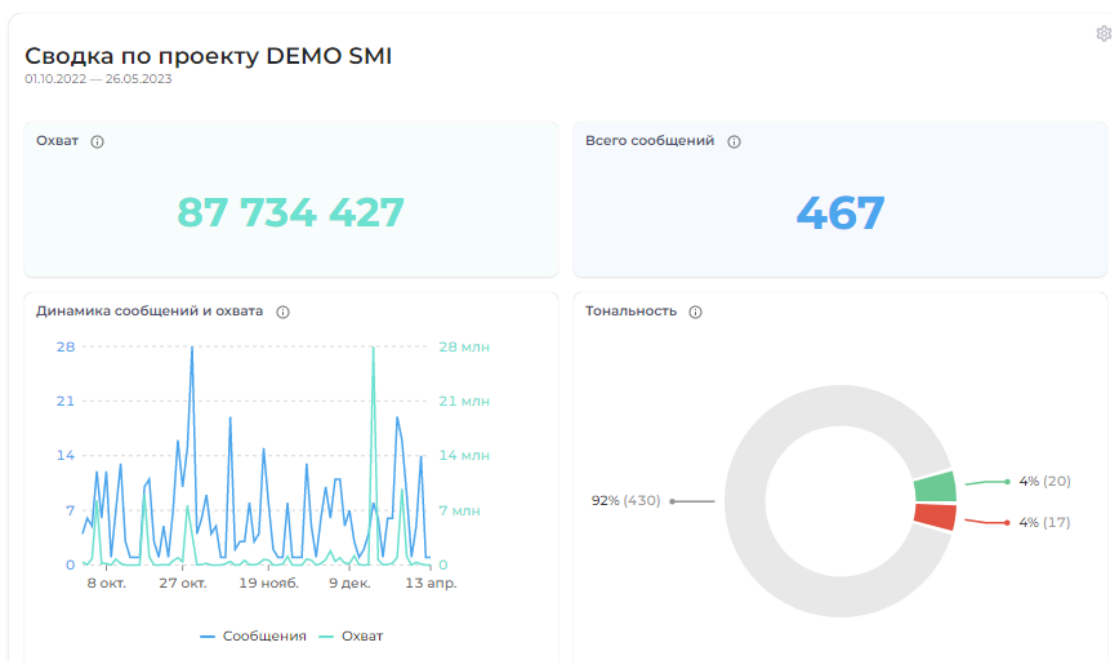 Сводка по проекту DEMO SMI
01.10.2022 — 26.05.2023
Охват
87 734 427
Всего сообщений
467
Динамика сообщений и охвата
28
28 млн
21
21 млн
14
14 млн
7
7 млн
0
0
8 окт.
27 окт.
19 нояб.
9 дек.
13 апр.
Сообщения
Охват
Тональность
92% (430)
4% (20)
4% (17)